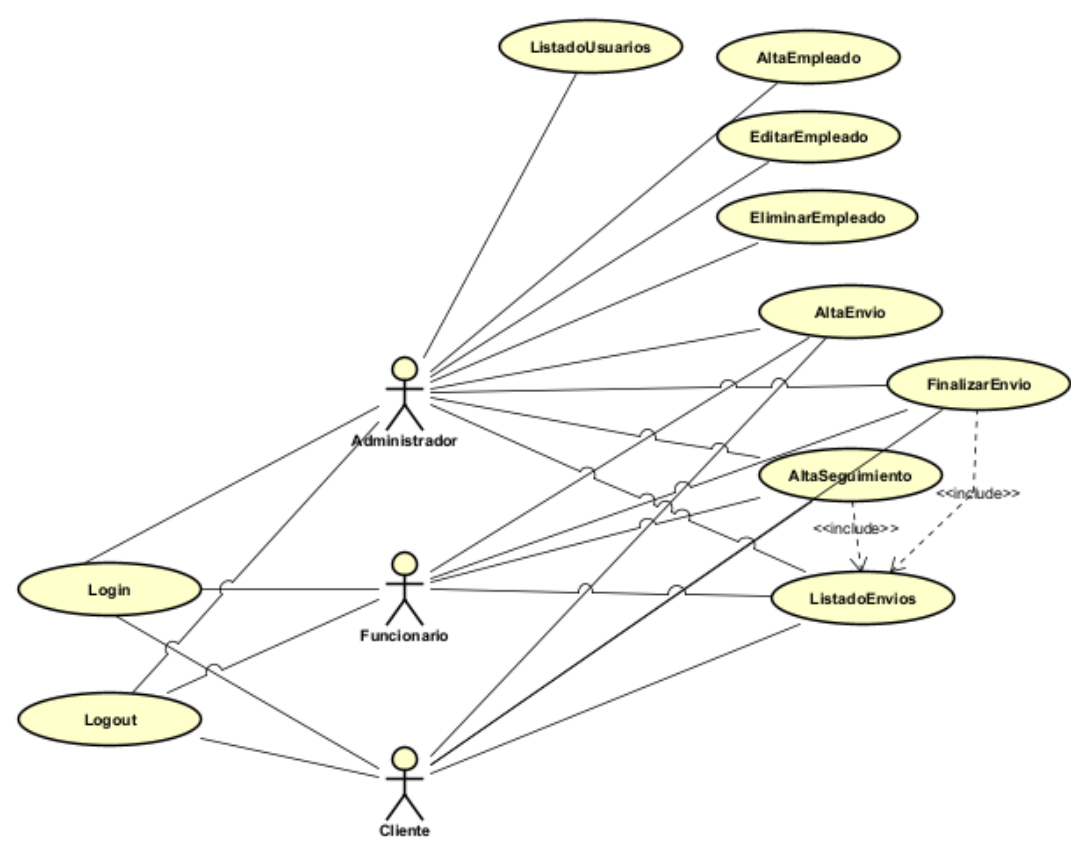 ListadoUsuarios
AltaEmpleado
EditarEmpleado
EliminarEmpleado
AltaEnvio
FinalizarEnvio
Administrador
AltaSeguimiento
<<include>>
<<include>>
Login
Funcionario
ListadoEnvios
Logout
Cliente